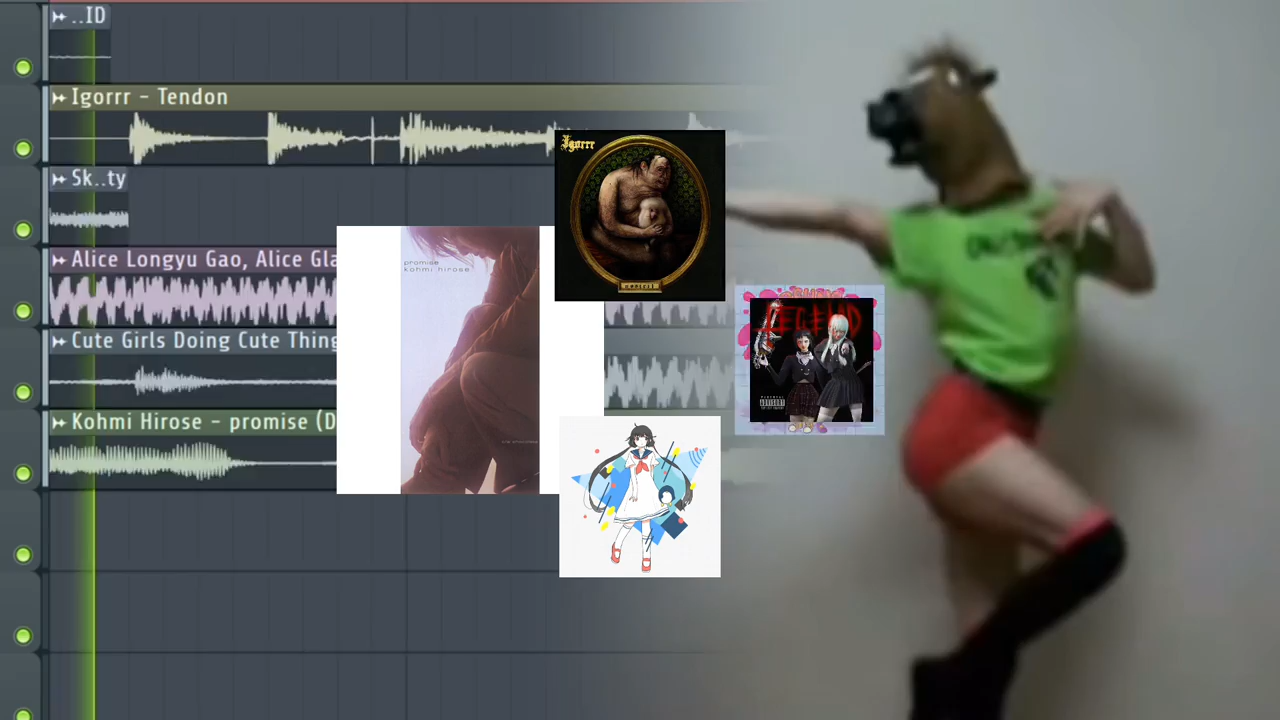 ..ID
Igorrr - Tendon
Sk..ty
Alice Longyu Gao, Alice Gla
Cute Girls Doing Cute Thing
Kohmi Hirose - promise (D
Igorrr
promise
kohmi hirose
LEGEND